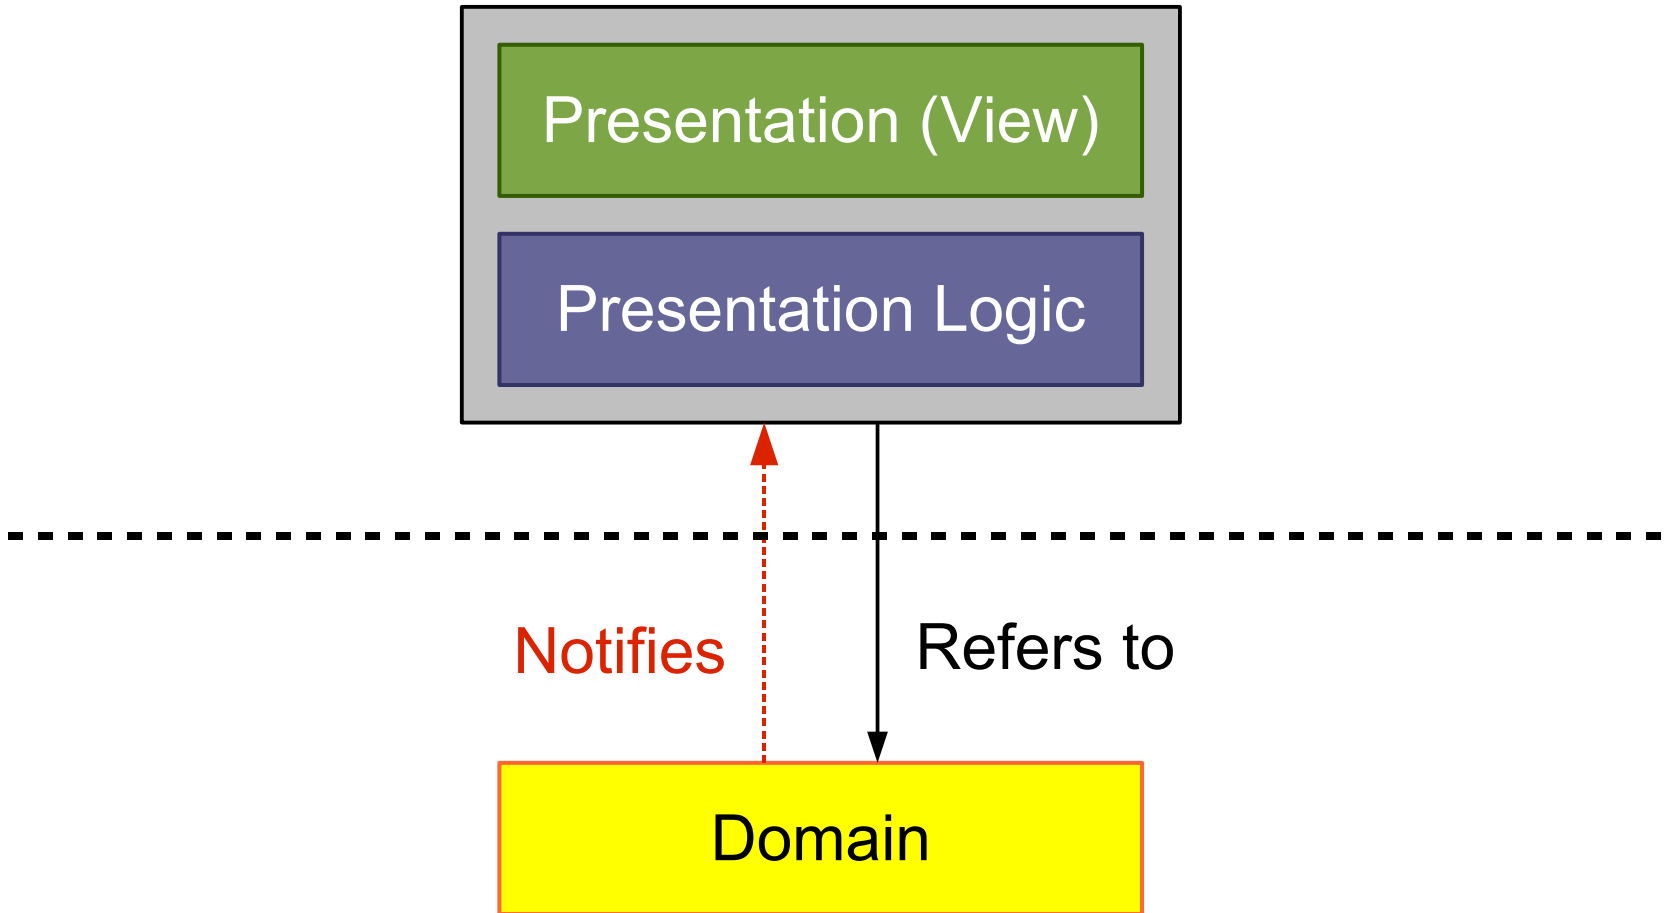 Presentation (View)
Presentation Logic
Notifies
Refers to
Domain